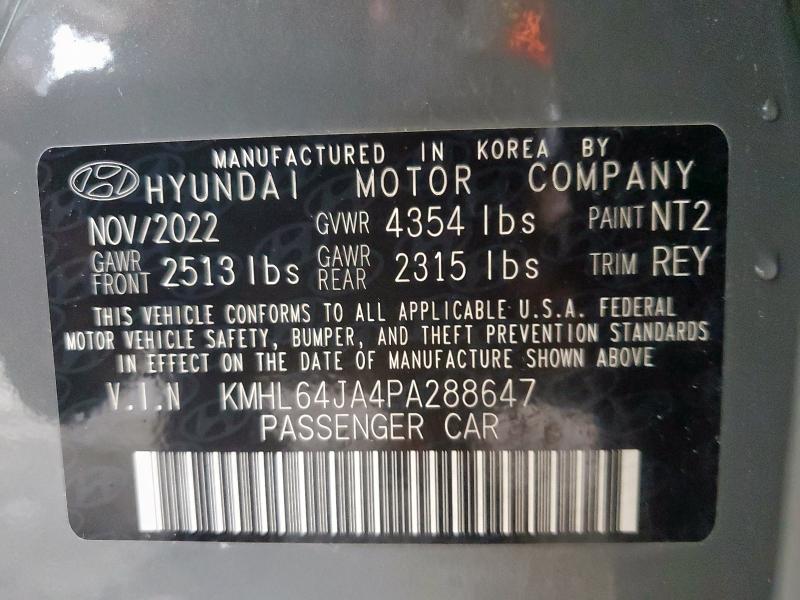 MANUFACTURED IN KOREA BY
HYUNDAI MOTOR COMPANY
NOV/2022 GVWR 4354 lbs PAINT NT2
GAWR FRONT 2513 lbs GAWR REAR 2315 lbs TRIM REY
THIS VEHICLE CONFORMS TO ALL APPLICABLE U.S.A. FEDERAL
MOTOR VEHICLE SAFETY, BUMPER, AND THEFT PREVENTION STANDARDS
IN EFFECT ON THE DATE OF MANUFACTURE SHOWN ABOVE
V.I.N KMHL64JA4PA288647
PASSENGER CAR